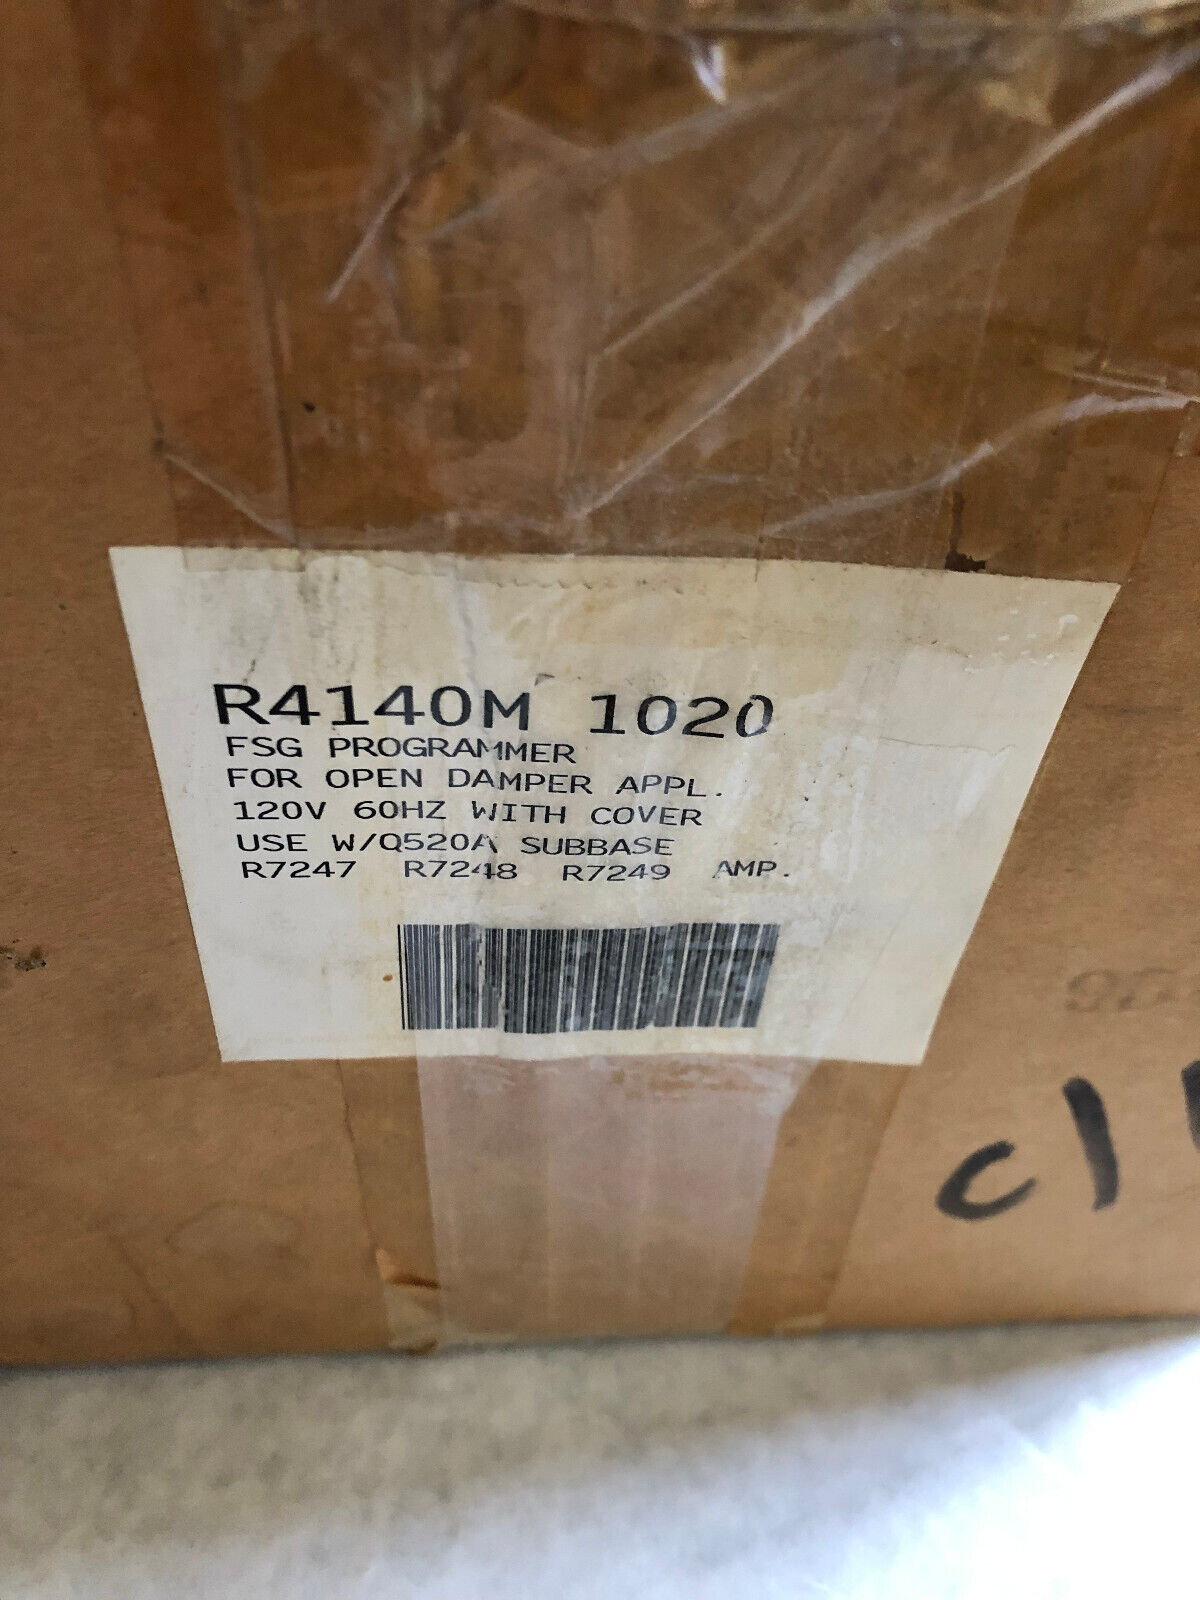 R4140M 1020
FSG PROGRAMMER
FOR OPEN DAMPER APPL.
120V 60HZ WITH COVER
USE W/Q520A SUBBASE
R7247 R7248 R7249 AMP.